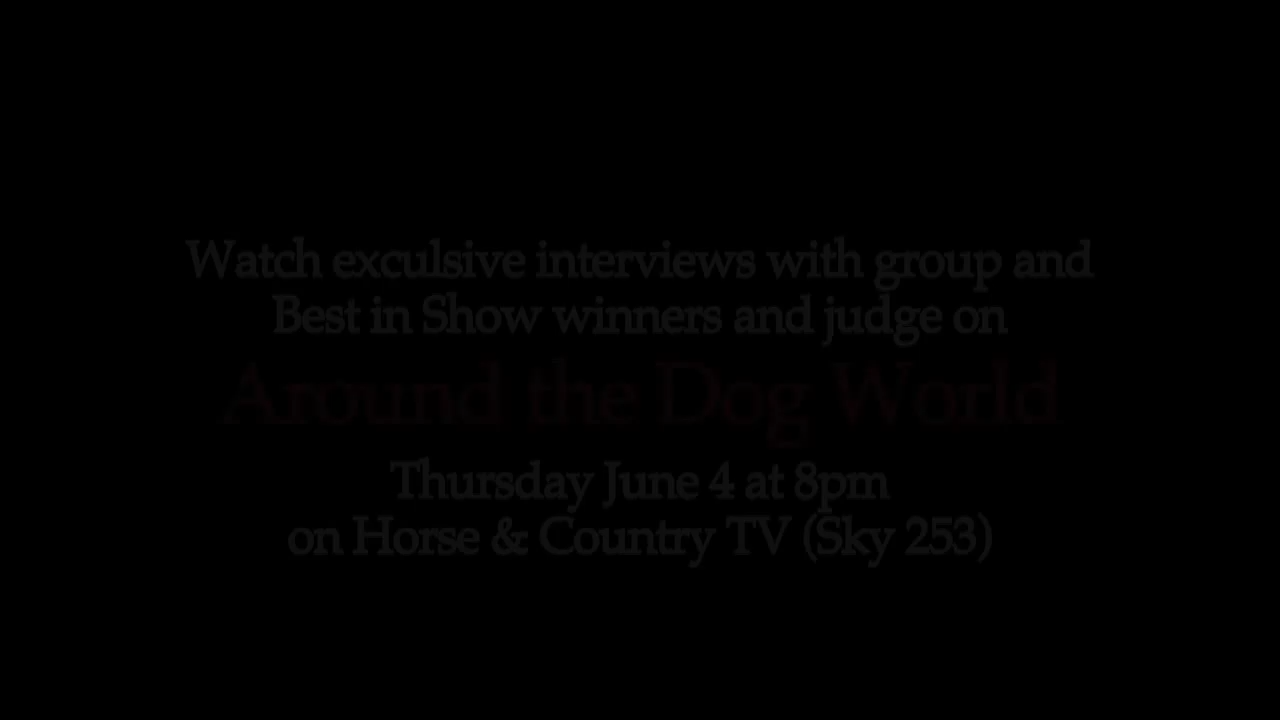 Watch exculsive interviews with group and
Best in Show winners and judge on
Around the Dog World
Thursday June 4 at 8pm
on Horse & Country TV (Sky 253)